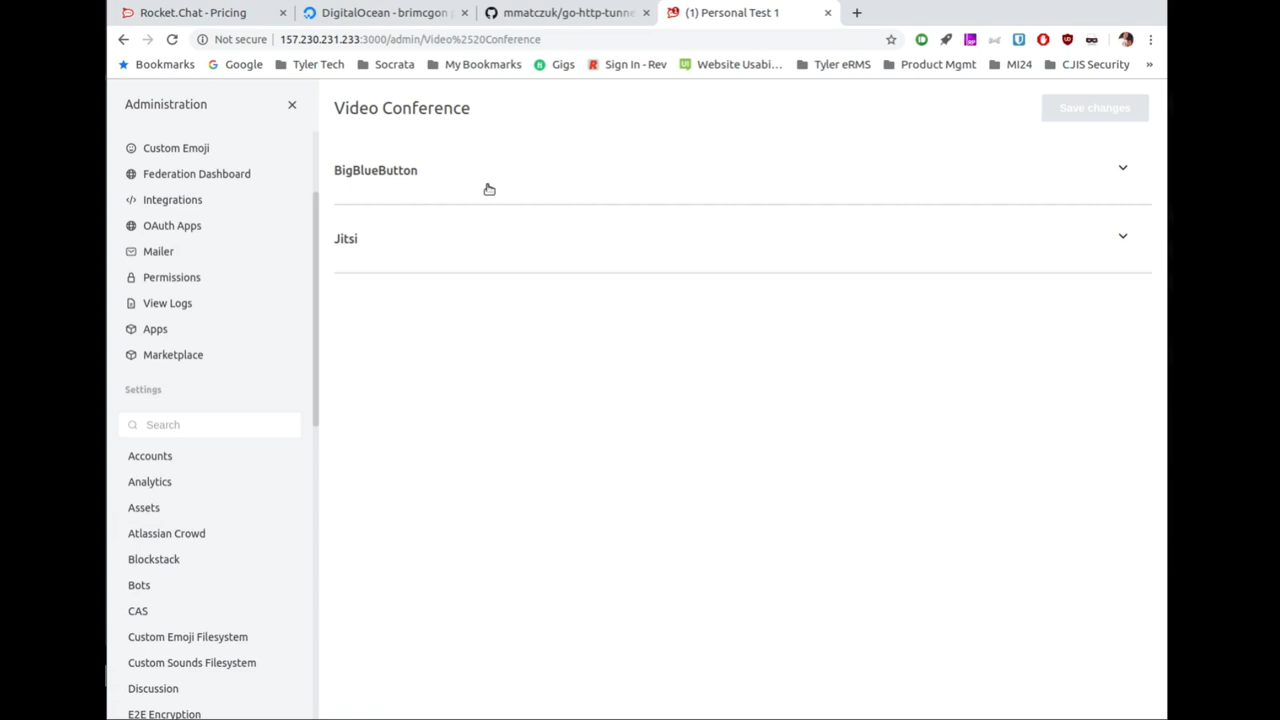 Rocket.Chat - Pricing
DigitalOcean - brimcgon
mmatczuk/go-http-tunne
(1) Personal Test 1
Not secure 157.230.231.233:3000/admin/Video%2520Conference
Bookmarks Google Tyler Tech Socrata My Bookmarks Gigs Sign In - Rev Website Usabi… Tyler eRMS Product Mgmt MI24 CJIS Security »
Administration
Custom Emoji
Federation Dashboard
Integrations
OAuth Apps
Mailer
Permissions
View Logs
Apps
Marketplace
Settings
Search
Accounts
Analytics
Assets
Atlassian Crowd
Blockstack
Bots
CAS
Custom Emoji Filesystem
Custom Sounds Filesystem
Discussion
E2E Encryption
Video Conference
Save changes
BigBlueButton
Jitsi